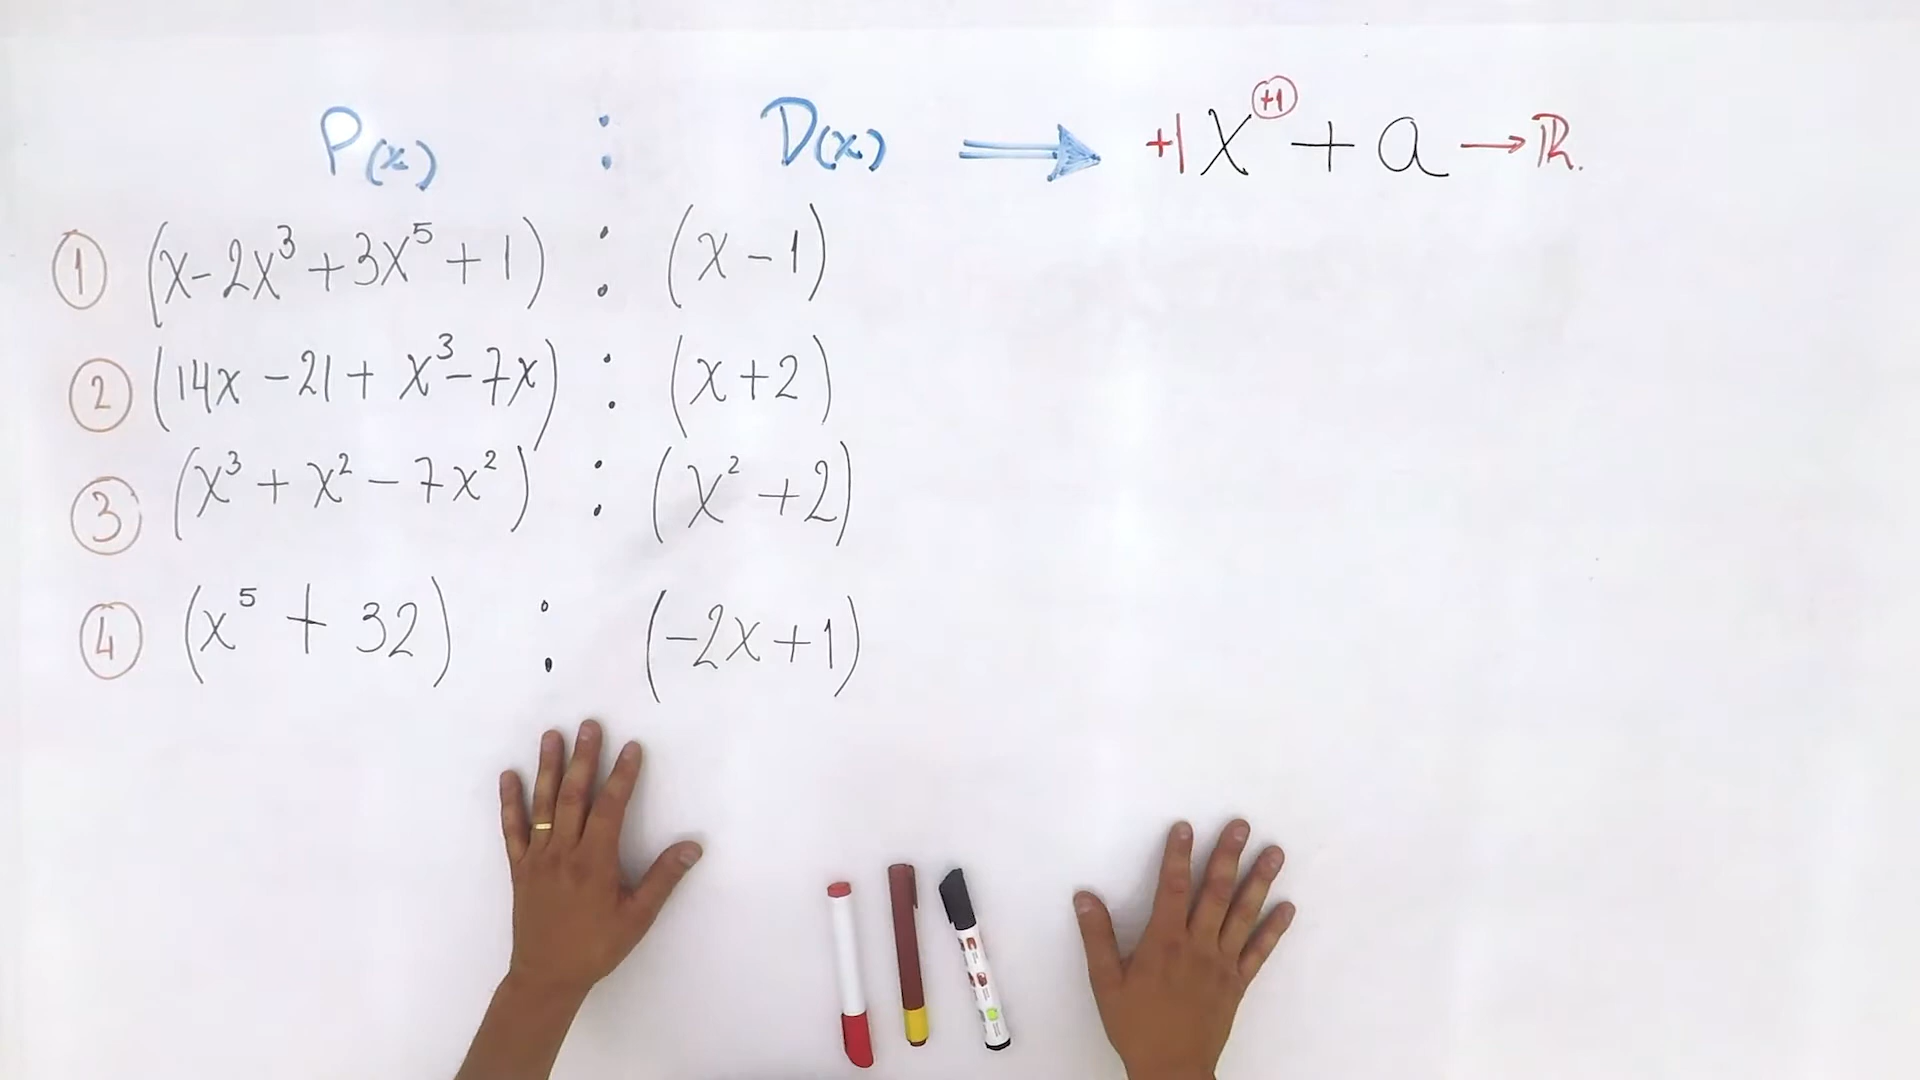 P(x) : D(x) ⟹ +1x^(+1) + a → ℝ.
① (x-2x³+3x⁵+1) : (x-1)
② (14x-21+x³-7x) : (x+2)
③ (x³+x²-7x²) : (x²+2)
④ (x⁵+32) : (-2x+1)